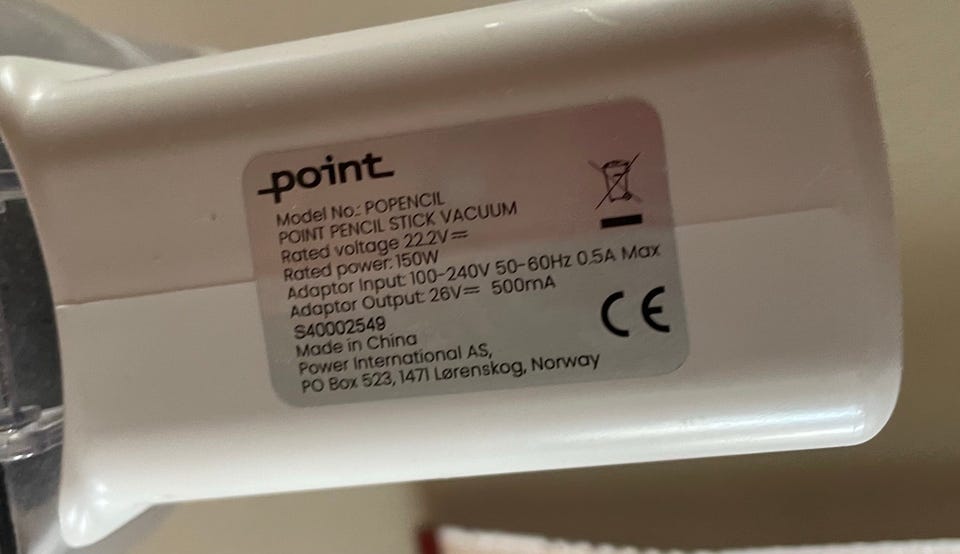 point
Model No.: POPENCIL
POINT PENCIL STICK VACUUM
Rated voltage 22.2V⎓
Rated power: 150W
Adaptor Input: 100-240V 50-60Hz 0.5A Max
Adaptor Output: 26V⎓ 500mA
S40002549
Made in China
Power International AS,
PO Box 523, 1471 Lørenskog, Norway
CE